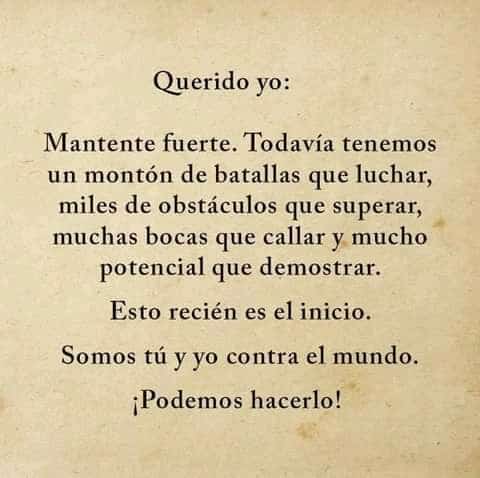 Querido yo:
Mantente fuerte. Todavía tenemos
un montón de batallas que luchar,
miles de obstáculos que superar,
muchas bocas que callar y mucho
potencial que demostrar.
Esto recién es el inicio.
Somos tú y yo contra el mundo.
¡Podemos hacerlo!